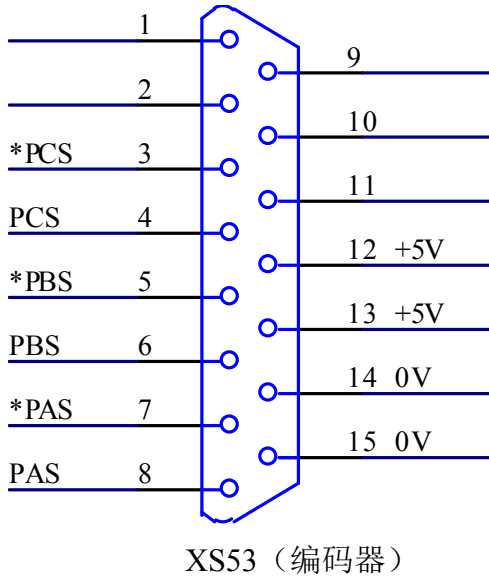 1
9
2
10
*PCS 3
11
PCS 4
12 +5V
*PBS 5
13 +5V
PBS 6
14 0V
*PAS 7
15 0V
PAS 8
XS53（编码器）